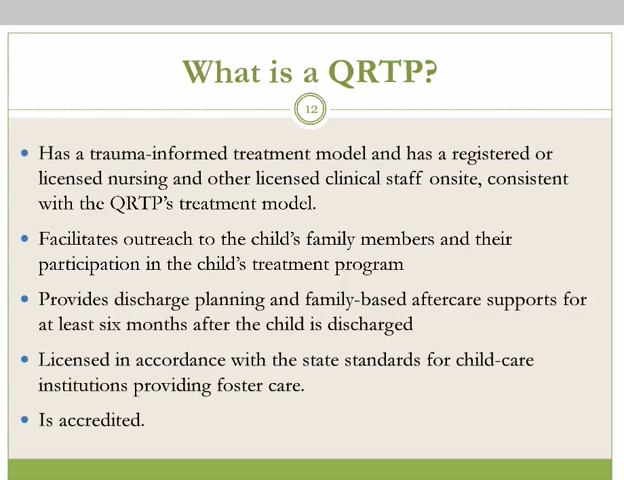 What is a QRTP?
12
• Has a trauma-informed treatment model and has a registered or
licensed nursing and other licensed clinical staff onsite, consistent
with the QRTP’s treatment model.
• Facilitates outreach to the child’s family members and their
participation in the child’s treatment program
• Provides discharge planning and family-based aftercare supports for
at least six months after the child is discharged
• Licensed in accordance with the state standards for child-care
institutions providing foster care.
• Is accredited.